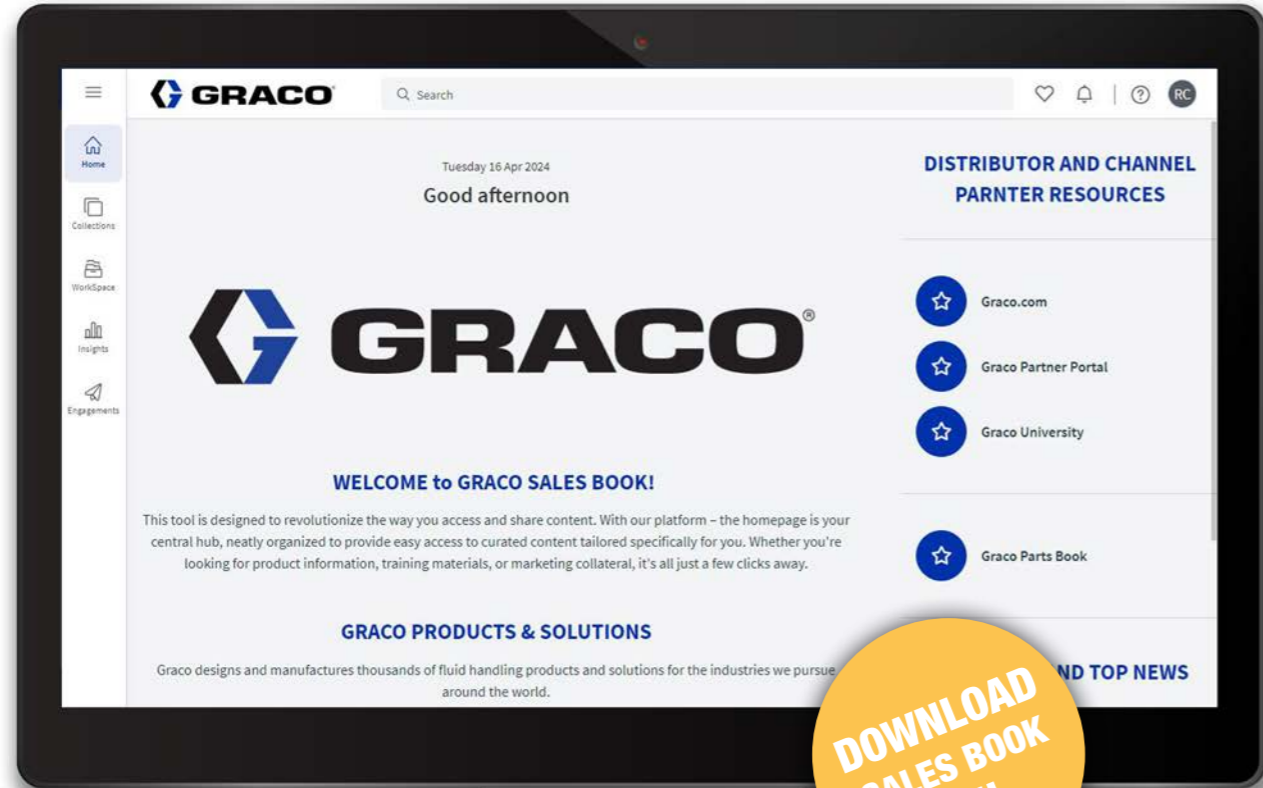 GRACO
Search
RC
Home
Collections
WorkSpace
Insights
Engagements
Tuesday 16 Apr 2024
Good afternoon
GRACO®
WELCOME to GRACO SALES BOOK!
This tool is designed to revolutionize the way you access and share content. With our platform – the homepage is your
central hub, neatly organized to provide easy access to curated content tailored specifically for you. Whether you're
looking for product information, training materials, or marketing collateral, it's all just a few clicks away.
GRACO PRODUCTS & SOLUTIONS
Graco designs and manufactures thousands of fluid handling products and solutions for the industries we pursue
around the world.
DISTRIBUTOR AND CHANNEL
PARNTER RESOURCES
Graco.com
Graco Partner Portal
Graco University
Graco Parts Book
ND TOP NEWS
DOWNLOAD
SALES BOOK